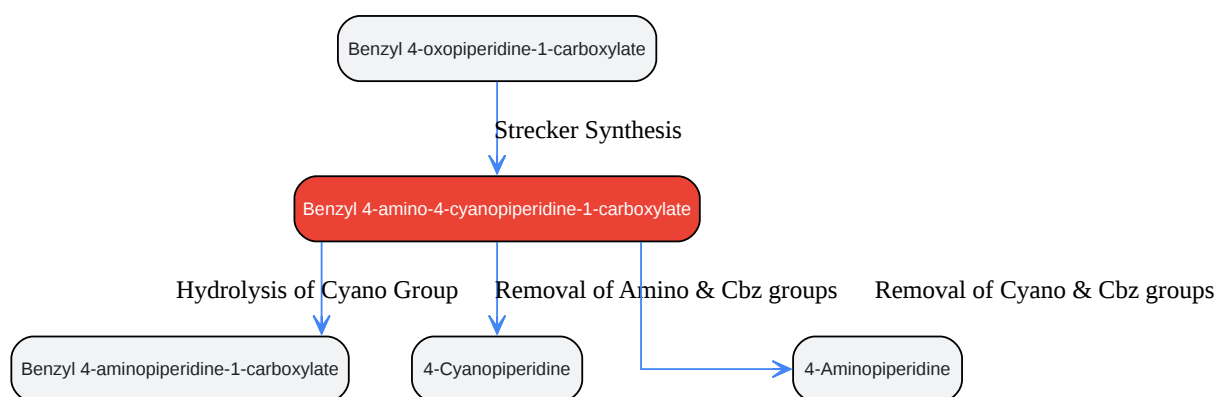 Benzyl 4-oxopiperidine-1-carboxylate
Strecker Synthesis
Benzyl 4-amino-4-cyanopiperidine-1-carboxylate
Hydrolysis of Cyano Group
Removal of Amino & Cbz groups
Removal of Cyano & Cbz groups
Benzyl 4-aminopiperidine-1-carboxylate
4-Cyanopiperidine
4-Aminopiperidine